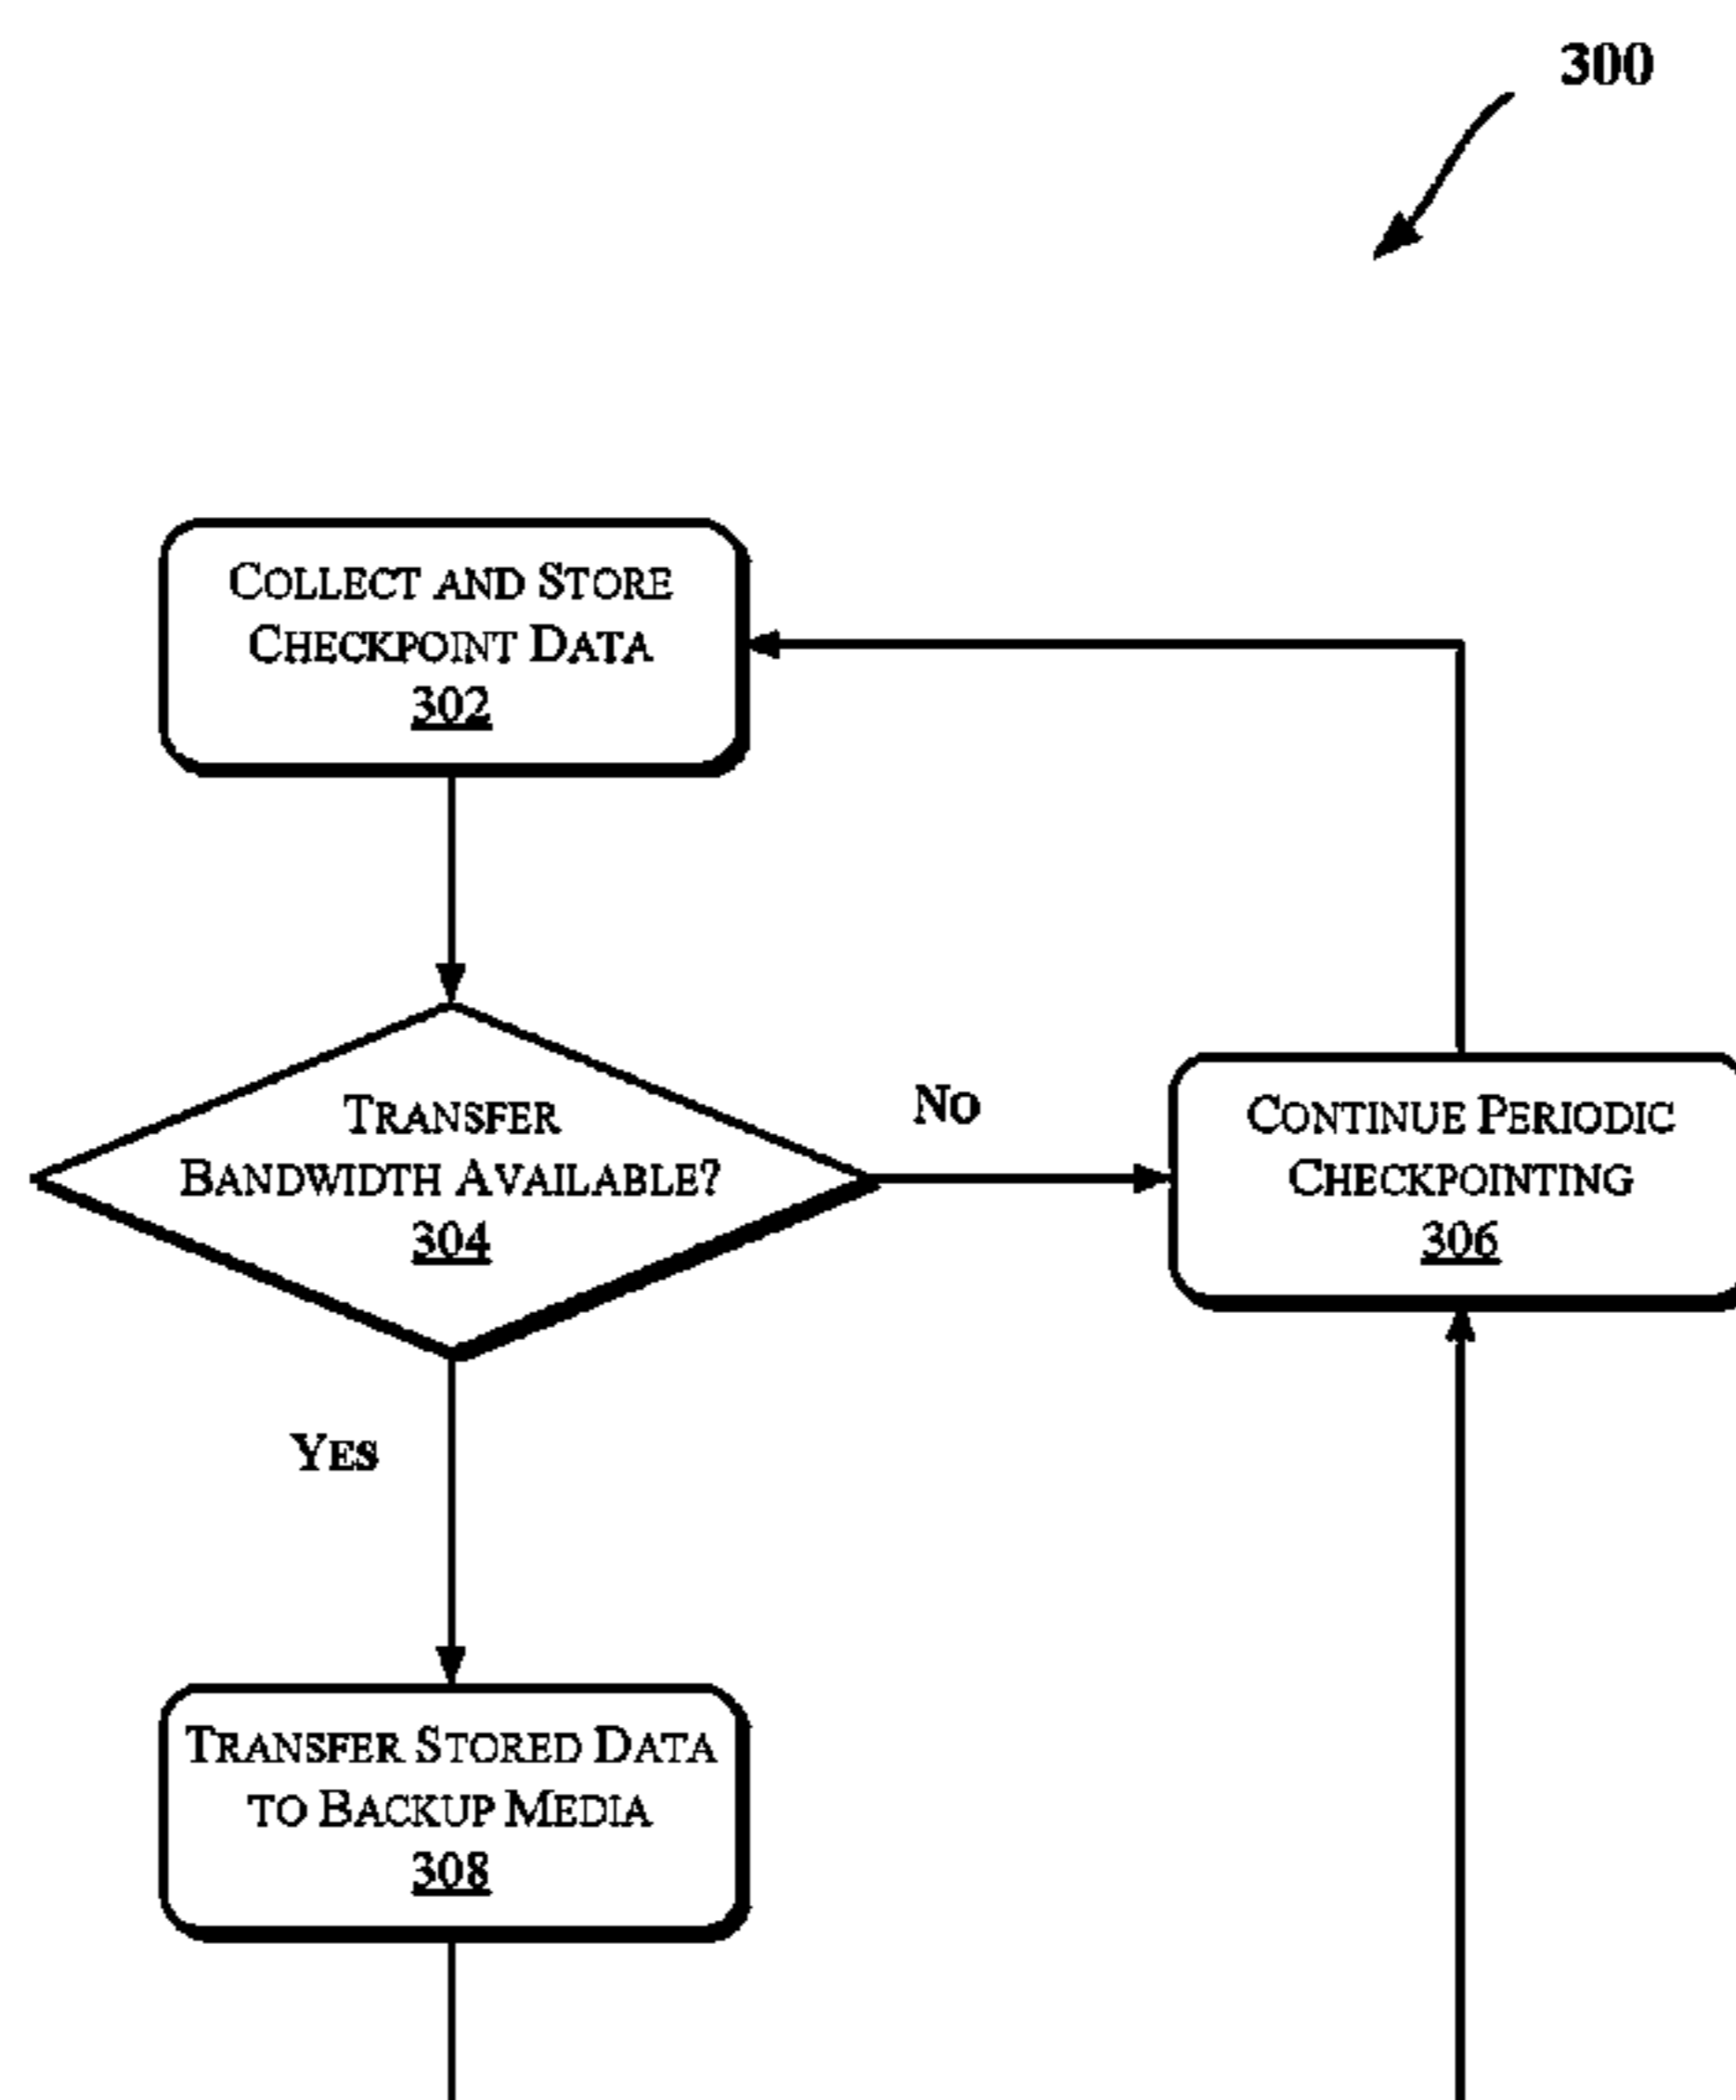 300
COLLECT AND STORE
CHECKPOINT DATA
302
TRANSFER
BANDWIDTH AVAILABLE?
304
NO
CONTINUE PERIODIC
CHECKPOINTING
306
YES
TRANSFER STORED DATA
TO BACKUP MEDIA
308